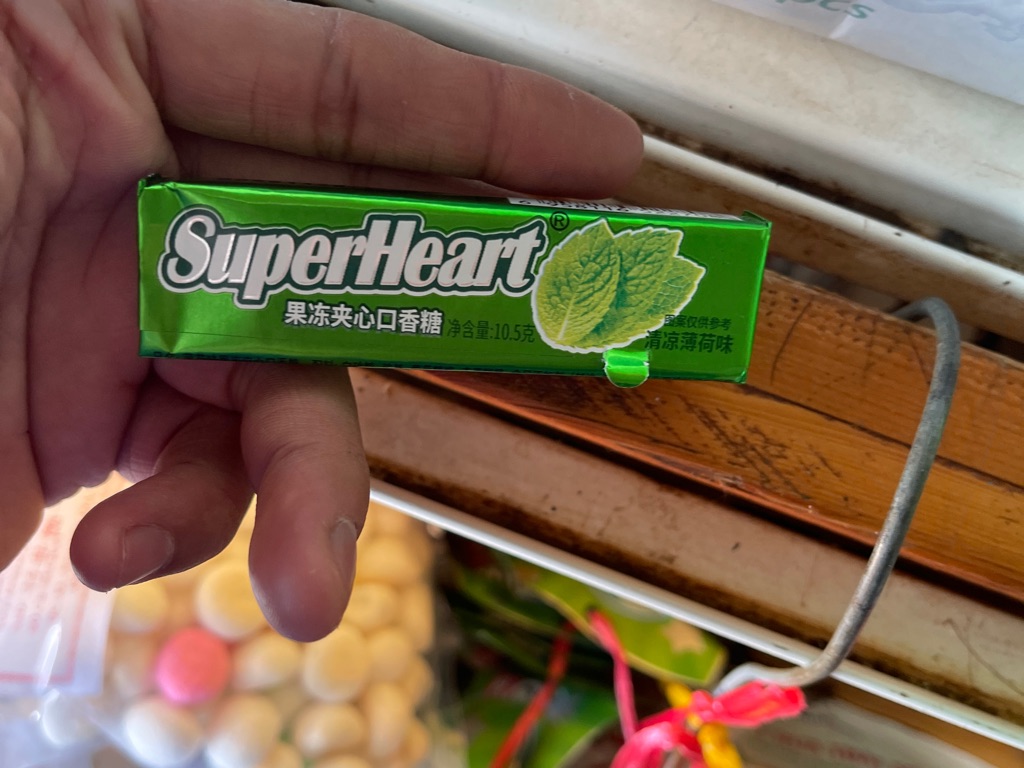 SuperHeart®
果冻夹心口香糖 净含量:10.5克
图案仅供参考
清凉薄荷味
pcs